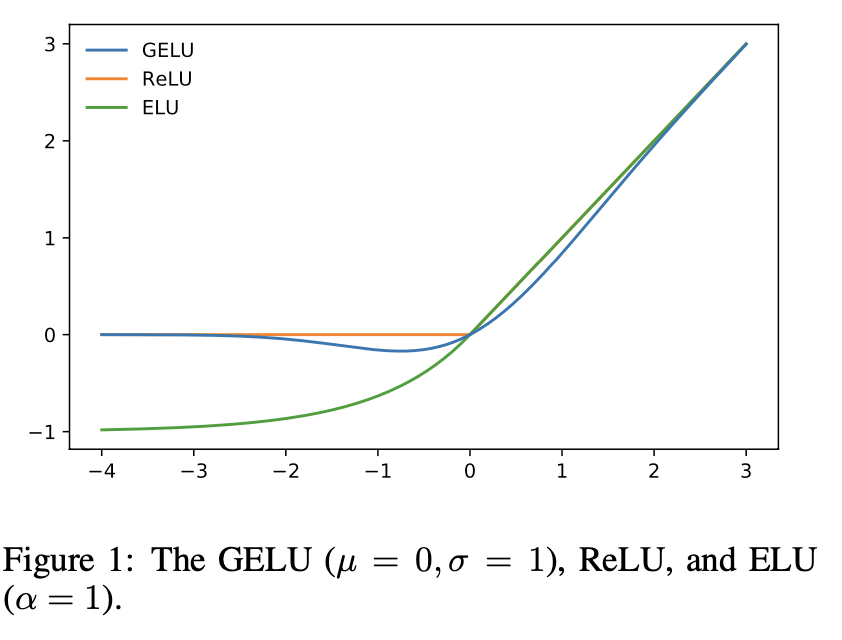 3
2
1
0
−1
GELU
ReLU
ELU
−4 −3 −2 −1 0 1 2 3
Figure 1: The GELU (μ = 0, σ = 1), ReLU, and ELU
(α = 1).